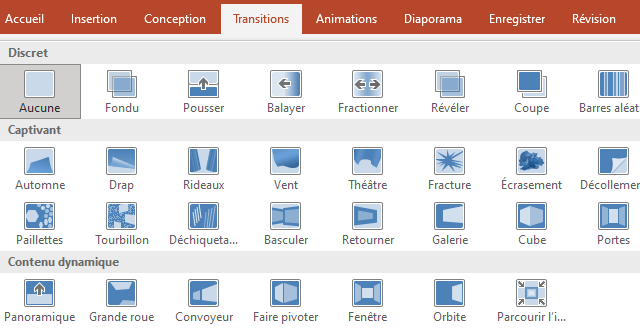 Accueil Insertion Conception Transitions Animations Diaporama Enregistrer Révision
Discret
Aucune Fondu Pousser Balayer Fractionner Révéler Coupe Barres aléat
Captivant
Automne Drap Rideaux Vent Théâtre Fracture Écrasement Décollemen
Paillettes Tourbillon Déchiqueta... Basculer Retourner Galerie Cube Portes
Contenu dynamique
Panoramique Grande roue Convoyeur Faire pivoter Fenêtre Orbite Parcourir l'i...